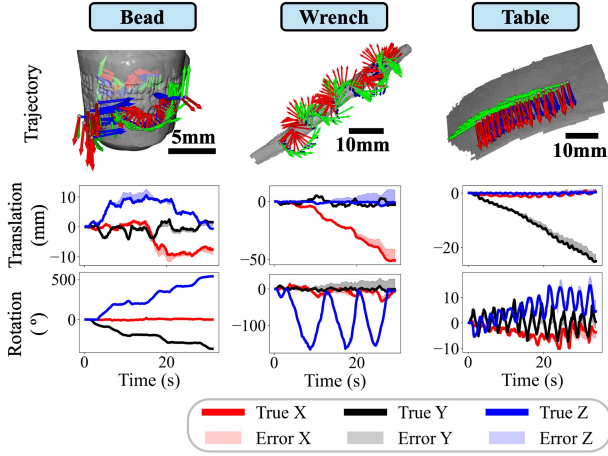 Bead Wrench Table
Trajectory
5mm 10mm 10mm
Translation
(mm)
10
0
−10
0
−50
0
−20
Rotation
( º)
500
0
0
−100
10
0
−10
0 20 0 20 0 20
Time (s) Time (s) Time (s)
True X True Y True Z
Error X Error Y Error Z